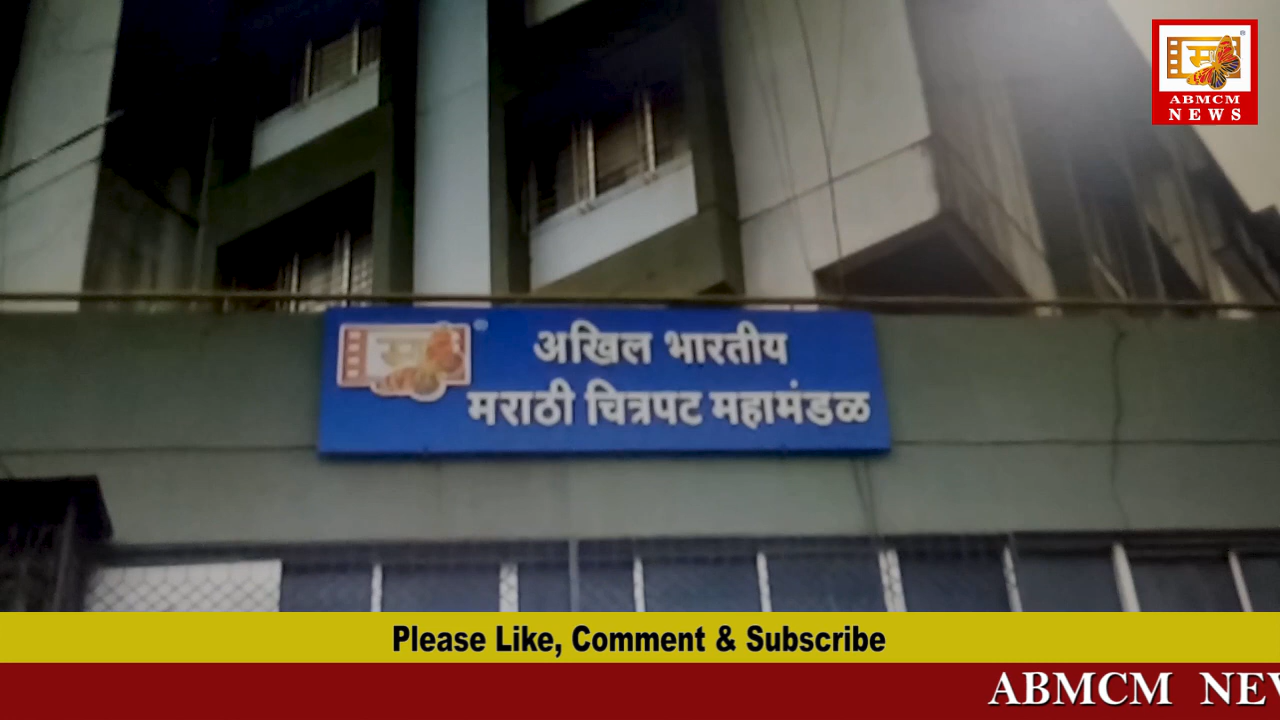 म
®
ABMCM
NEWS
म
®
अखिल भारतीय
मराठी चित्रपट महामंडळ
Please Like, Comment & Subscribe
ABMCM NEW